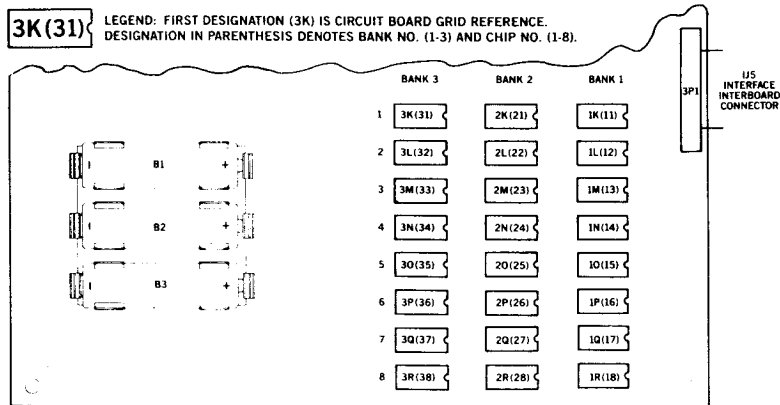 3K(31)
LEGEND: FIRST DESIGNATION (3K) IS CIRCUIT BOARD GRID REFERENCE.
DESIGNATION IN PARENTHESIS DENOTES BANK NO. (1-3) AND CHIP NO. (1-8).
BANK 3 BANK 2 BANK 1
3P1
IJ5
INTERFACE
INTERBOARD
CONNECTOR
1 3K(31) 2K(21) 1K(11)
2 3L(32) 2L(22) 1L(12)
3 3M(33) 2M(23) 1M(13)
4 3N(34) 2N(24) 1N(14)
5 3O(35) 2O(25) 1O(15)
6 3P(36) 2P(26) 1P(16)
7 3Q(37) 2Q(27) 1Q(17)
8 3R(38) 2R(28) 1R(18)
B1 +
B2 +
B3 +